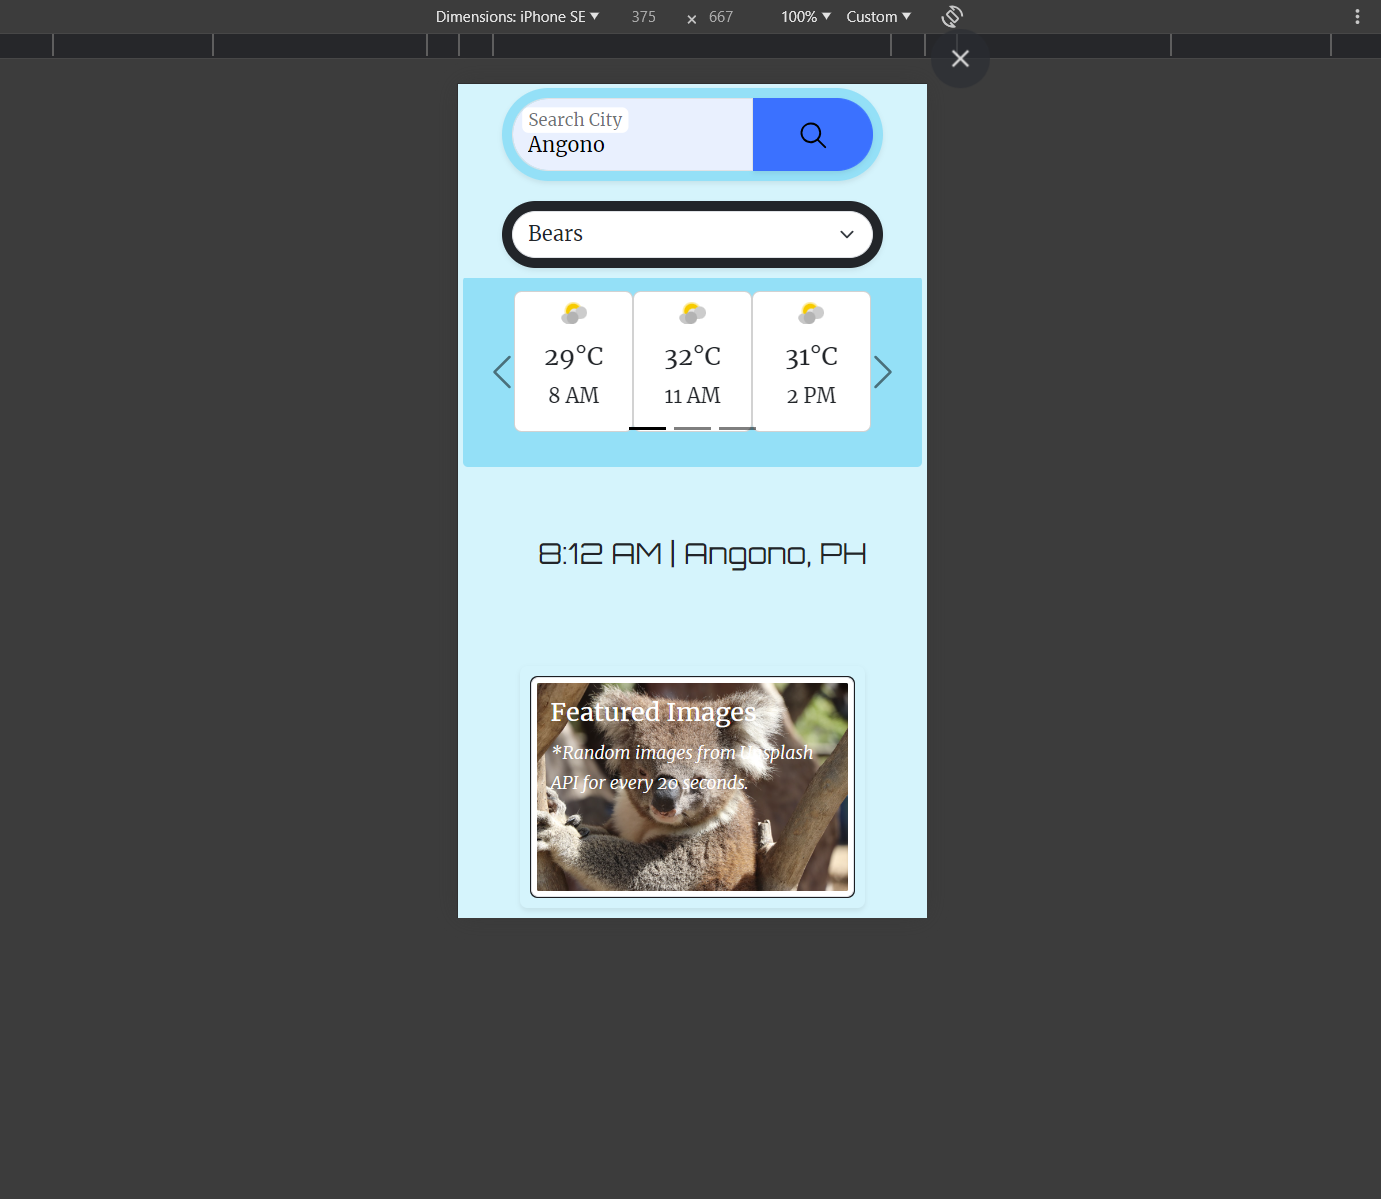 Dimensions: iPhone SE ▼ 375 × 667 100% ▼ Custom ▼
Search City
Angono
Bears
29°C 32°C 31°C
8 AM 11 AM 2 PM
8:12 AM | Angono, PH
Featured Images
*Random images from Unsplash
API for every 20 seconds.